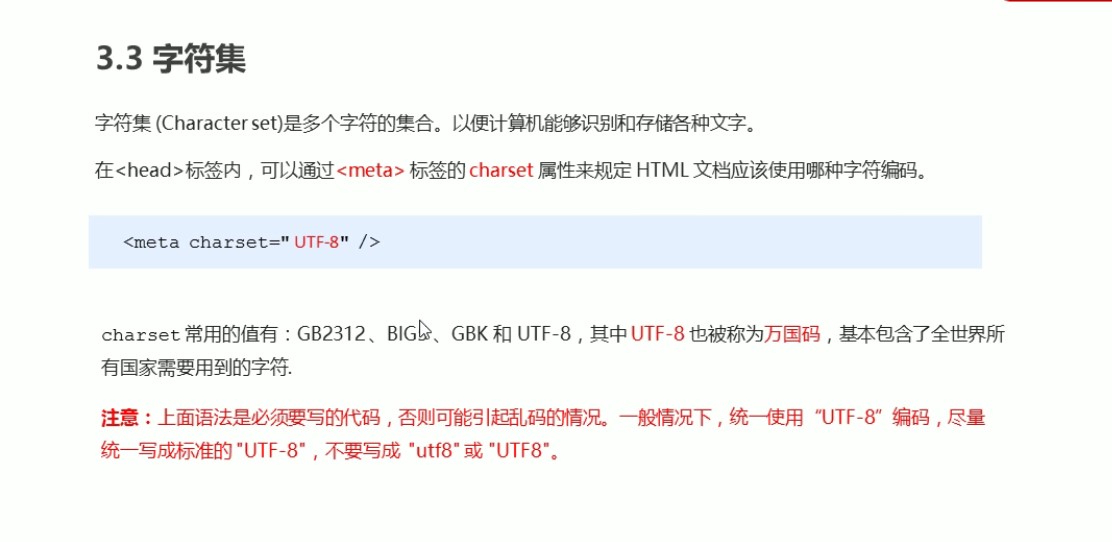 3.3 字符集
字符集 (Character set)是多个字符的集合。以便计算机能够识别和存储各种文字。
在<head>标签内，可以通过<meta> 标签的 charset 属性来规定 HTML 文档应该使用哪种字符编码。
<meta charset=" UTF-8" />
charset 常用的值有：GB2312、BIG、GBK 和 UTF-8，其中 UTF-8 也被称为万国码，基本包含了全世界所
有国家需要用到的字符.
注意：上面语法是必须要写的代码，否则可能引起乱码的情况。一般情况下，统一使用“UTF-8”编码，尽量
统一写成标准的 "UTF-8"，不要写成 "utf8" 或 "UTF8"。